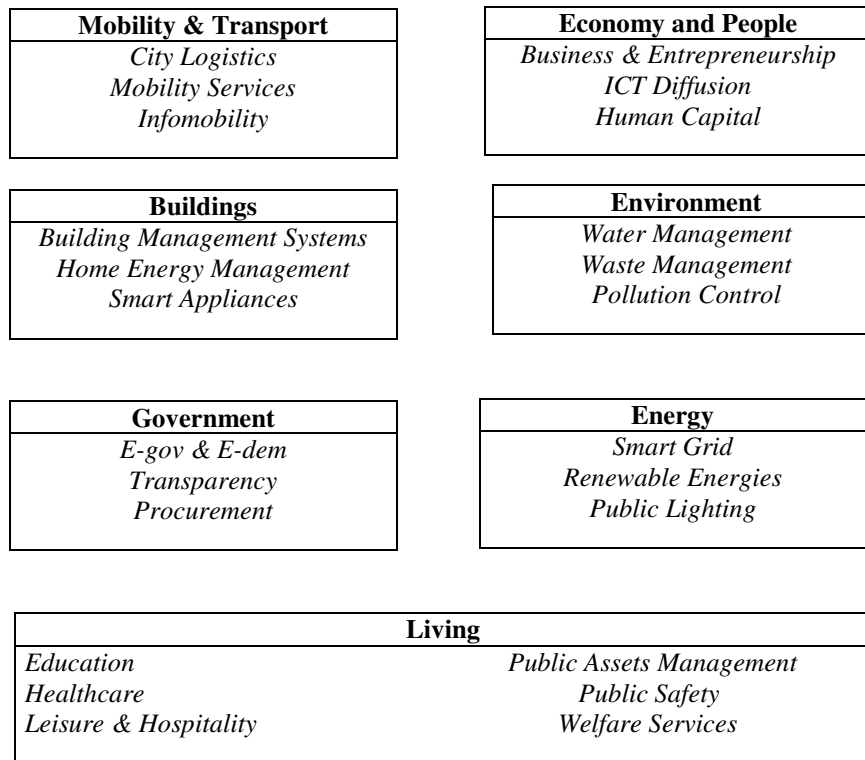 Mobility & Transport
City Logistics
Mobility Services
Infomobility
Economy and People
Business & Entrepreneurship
ICT Diffusion
Human Capital
Buildings
Building Management Systems
Home Energy Management
Smart Appliances
Environment
Water Management
Waste Management
Pollution Control
Government
E-gov & E-dem
Transparency
Procurement
Energy
Smart Grid
Renewable Energies
Public Lighting
Living
Education
Healthcare
Leisure & Hospitality
Public Assets Management
Public Safety
Welfare Services